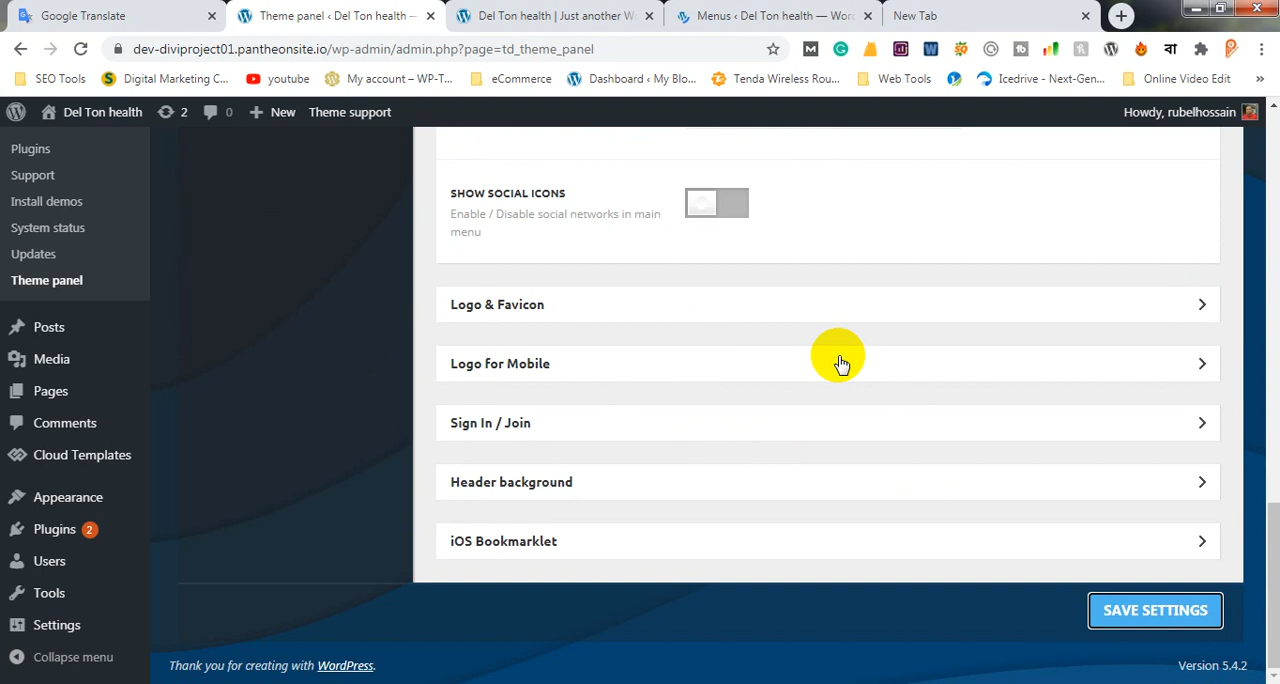 Google Translate
Theme panel ‹ Del Ton health —
Del Ton health | Just another W
Menus ‹ Del Ton health — Wor
New Tab
dev-diviproject01.pantheonsite.io/wp-admin/admin.php?page=td_theme_panel
SEO Tools
Digital Marketing C...
youtube
My account – WP-T...
eCommerce
Dashboard ‹ My Blo...
Tenda Wireless Rou...
Web Tools
Icedrive - Next-Gen...
Online Video Edit
»
Del Ton health
2
0
New
Theme support
Howdy, rubelhossain
Plugins
Support
Install demos
System status
Updates
Theme panel
Posts
Media
Pages
Comments
Cloud Templates
Appearance
Plugins 2
Users
Tools
Settings
Collapse menu
SHOW SOCIAL ICONS
Enable / Disable social networks in main
menu
Logo & Favicon
Logo for Mobile
Sign In / Join
Header background
iOS Bookmarklet
SAVE SETTINGS
Thank you for creating with WordPress.
Version 5.4.2